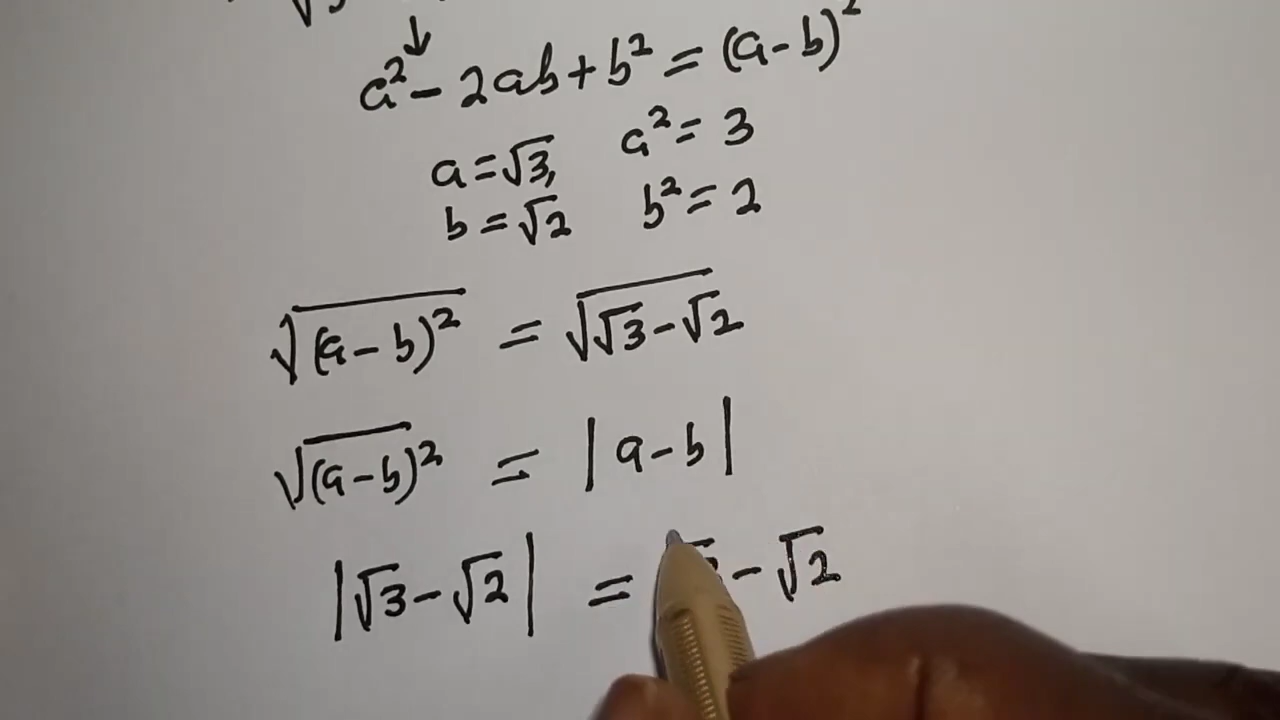 a² - 2ab + b² = (a - b)²
a = √3, a² = 3
b = √2 b² = 2
√(a - b)² = √√3 - √2
√(a - b)² = | a - b |
|√3 - √2| = - √2